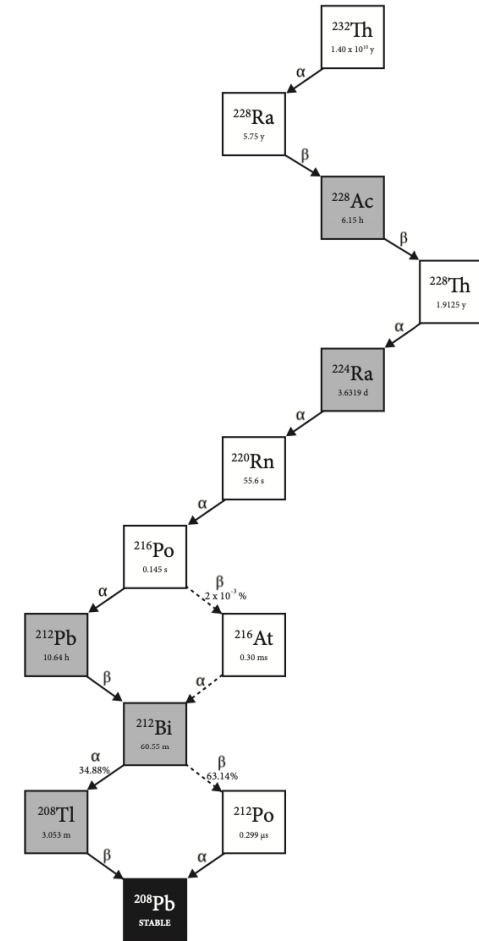 ²³²Th
1.40 x 10¹⁰ y
α
²²⁸Ra
5.75 y
β
²²⁸Ac
6.15 h
β
²²⁸Th
1.9125 y
α
²²⁴Ra
3.6319 d
α
²²⁰Rn
55.6 s
α
²¹⁶Po
0.145 s
α
β
2 x 10⁻³ %
²¹²Pb
10.64 h
²¹⁶At
0.30 ms
β
α
²¹²Bi
60.55 m
α
34.88%
β
63.14%
²⁰⁸Tl
3.053 m
²¹²Po
0.299 µs
β
α
²⁰⁸Pb
STABLE